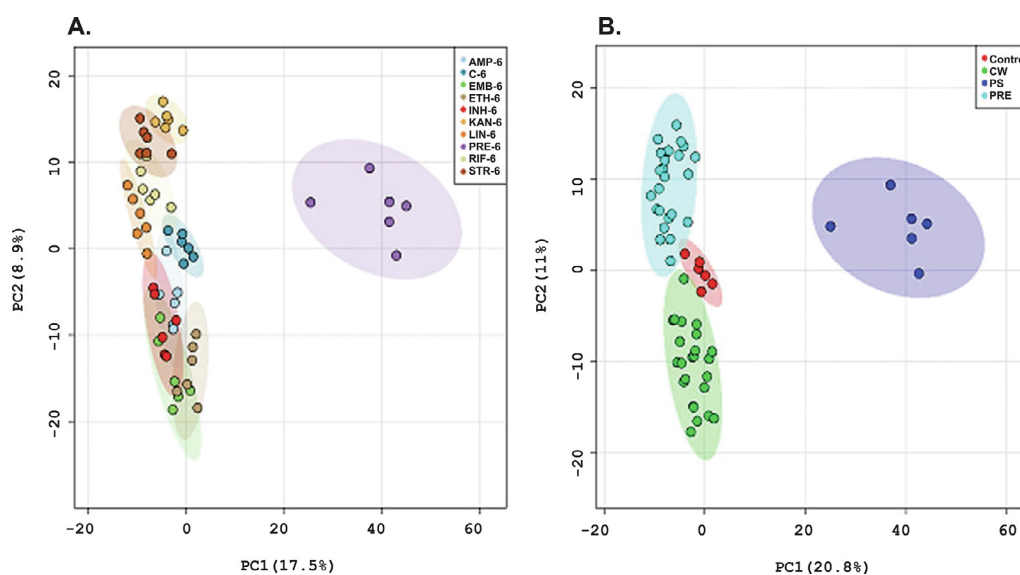 A.
20
10
0
-10
-20
PC2 (8.9%)
-20
0
20
40
60
PC1 (17.5%)
AMP-6
C-6
EMB-6
ETH-6
INH-6
KAN-6
LIN-6
PRE-6
RIF-6
STR-6
B.
20
10
0
-10
-20
PC2 (11%)
-20
0
20
40
60
PC1 (20.8%)
Contro
CW
PS
PRE